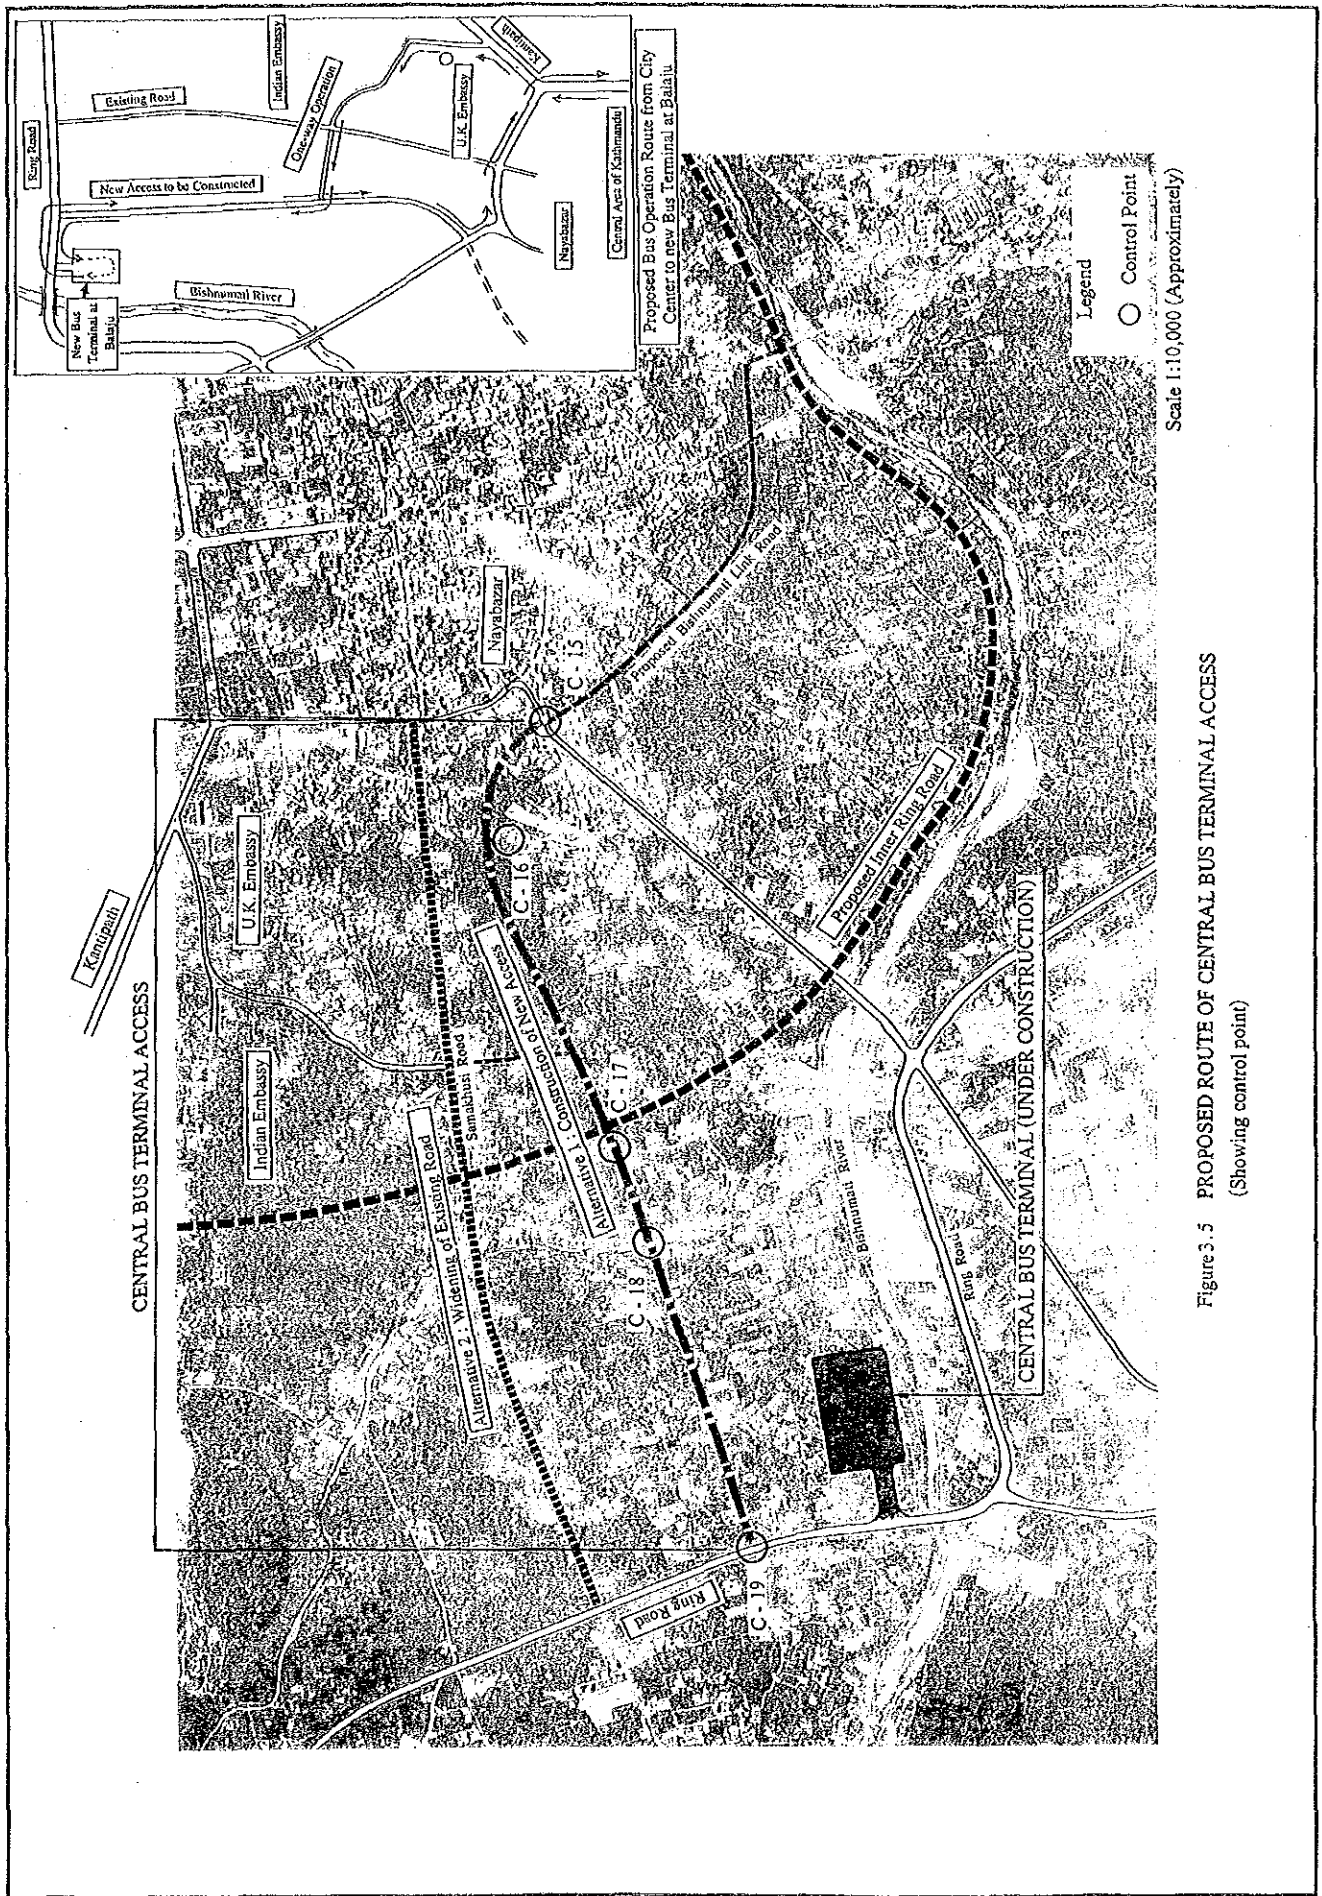 CENTRAL BUS TERMINAL ACCESS
Kantipath
U.K. Embassy
Indian Embassy
Nayabazar
C - 15
C - 16
C - 17
C - 18
C - 19
Alternative 1 : Construction of New Access
Alternative 2 : Widening of Existing Road
Samakhusi Road
Proposed Bishnumati Link Road
Proposed Inner Ring Road
Bishnumati River
Ring Road
Ring Road
CENTRAL BUS TERMINAL (UNDER CONSTRUCTION)
Ring Road
Existing Road
Indian Embassy
One-way Operation
New Access to be Constructed
U.K. Embassy
Kantipath
New Bus
Terminal at
Balaju
Bishnumati River
Nayabazar
Central Area of Kathmandu
Proposed Bus Operation Route from City
Center to new Bus Terminal at Balaju
Legend
Control Point
Scale 1:10,000 (Approximately)
Figure 3.5 PROPOSED ROUTE OF CENTRAL BUS TERMINAL ACCESS
(Showing control point)